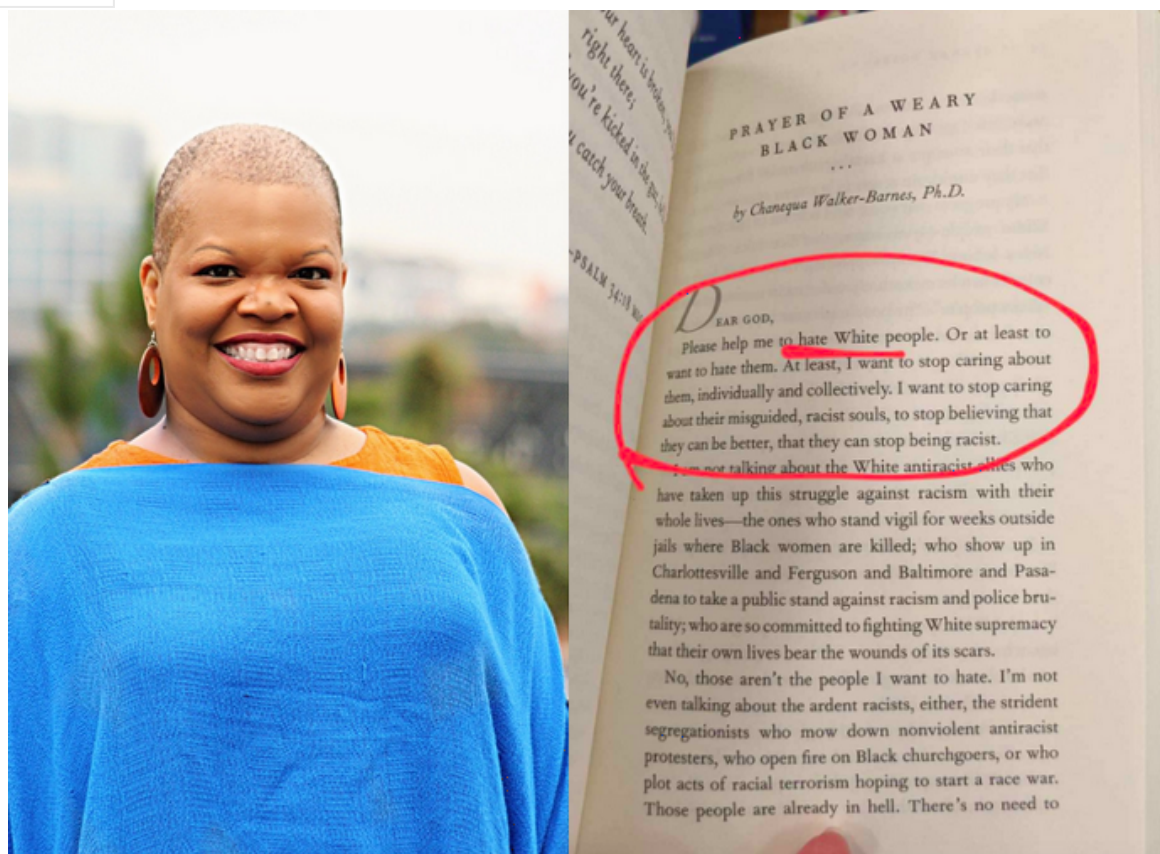 our heart is broken, you'
right there;
you're kicked in the gut,
catch your breath.
—PSALM 34:18
PRAYER OF A WEARY
BLACK WOMAN
...
by Chanequa Walker-Barnes, Ph.D.
DEAR GOD,
Please help me to hate White people. Or at least to
want to hate them. At least, I want to stop caring about
them, individually and collectively. I want to stop caring
about their misguided, racist souls, to stop believing that
they can be better, that they can stop being racist.
I am not talking about the White antiracist allies who
have taken up this struggle against racism with their
whole lives—the ones who stand vigil for weeks outside
jails where Black women are killed; who show up in
Charlottesville and Ferguson and Baltimore and Pasa-
dena to take a public stand against racism and police bru-
tality; who are so committed to fighting White supremacy
that their own lives bear the wounds of its scars.
No, those aren't the people I want to hate. I'm not
even talking about the ardent racists, either, the strident
segregationists who mow down nonviolent antiracist
protesters, who open fire on Black churchgoers, or who
plot acts of racial terrorism hoping to start a race war.
Those people are already in hell. There's no need to